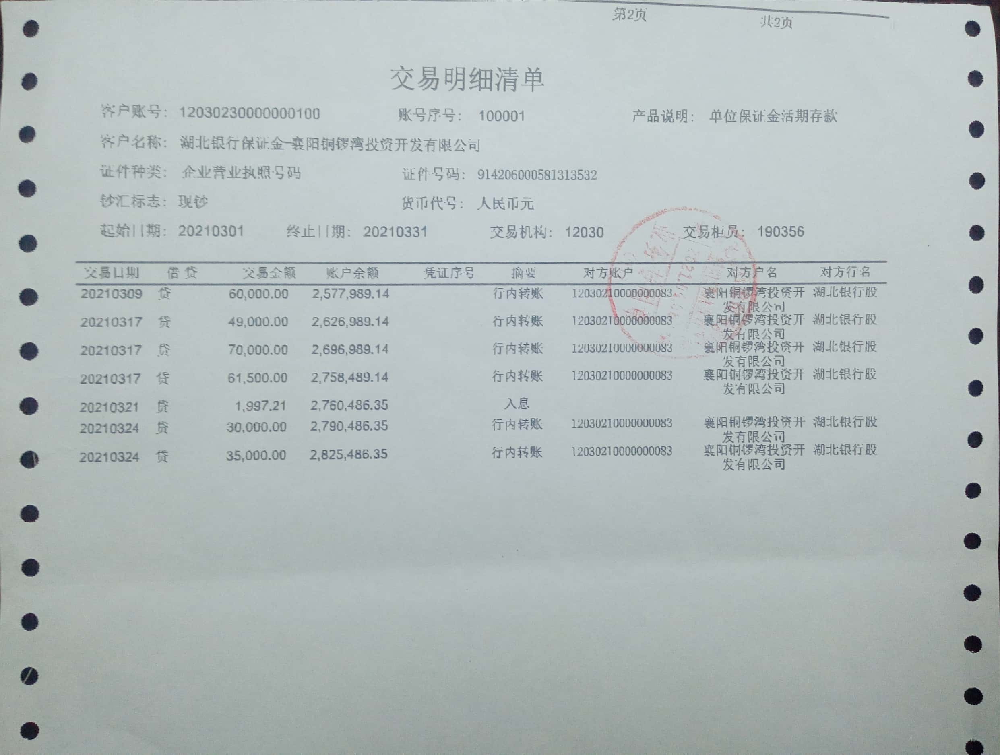 第2页 共2页
交易明细清单
客户账号: 12030230000000100 账号序号: 100001 产品说明: 单位保证金活期存款
客户名称: 湖北银行保证金-襄阳铜锣湾投资开发有限公司
证件种类: 企业营业执照号码 证件号码: 914206000581313532
钞汇标志: 现钞 货币代号: 人民币元
起始日期: 20210301 终止日期: 20210331 交易机构: 12030 交易柜员: 190356
交易日期 借贷 交易金额 账户余额 凭证序号 摘要 对方账户 对方户名 对方行名
20210309 贷 60,000.00 2,577,989.14 行内转账 12030210000000083 襄阳铜锣湾投资开 湖北银行股
发有限公司
20210317 贷 49,000.00 2,626,989.14 行内转账 12030210000000083 襄阳铜锣湾投资开 湖北银行股
发有限公司
20210317 贷 70,000.00 2,696,989.14 行内转账 12030210000000083 襄阳铜锣湾投资开 湖北银行股
发有限公司
20210317 贷 61,500.00 2,758,489.14 行内转账 12030210000000083 襄阳铜锣湾投资开 湖北银行股
发有限公司
20210321 贷 1,997.21 2,760,486.35 入息
20210324 贷 30,000.00 2,790,486.35 行内转账 12030210000000083 襄阳铜锣湾投资开 湖北银行股
发有限公司
20210324 贷 35,000.00 2,825,486.35 行内转账 12030210000000083 襄阳铜锣湾投资开 湖北银行股
发有限公司